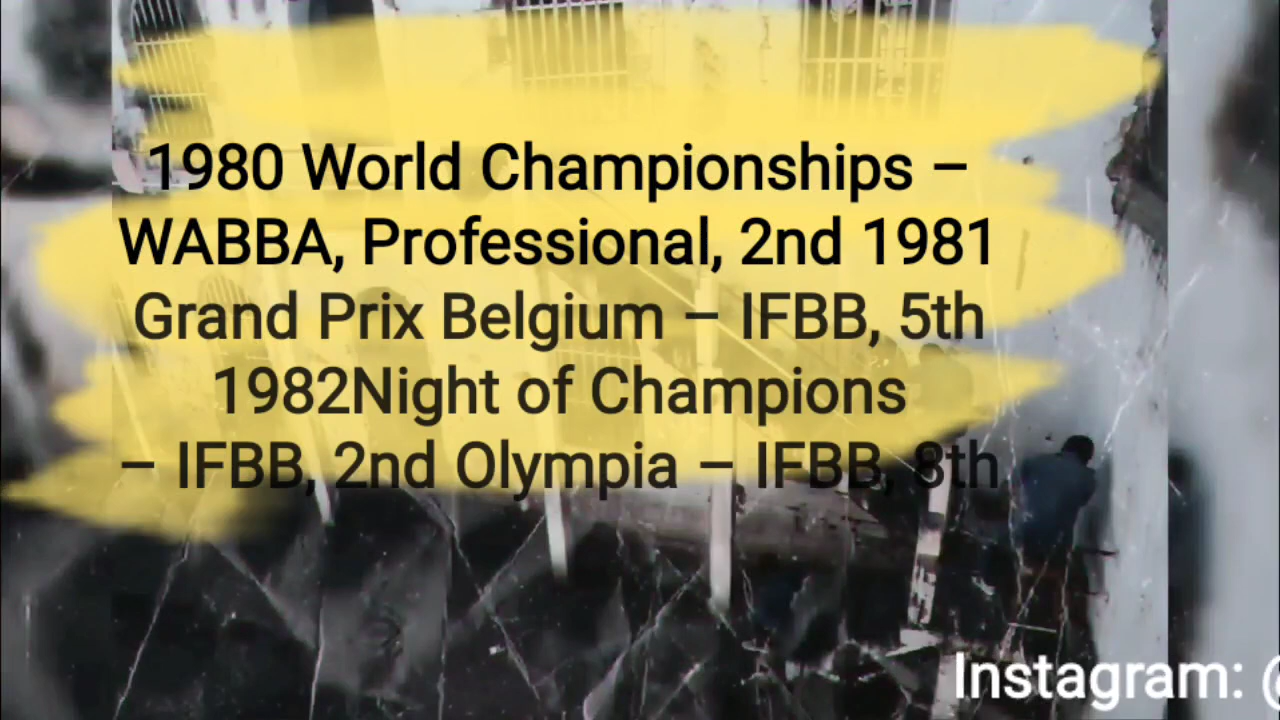 1980 World Championships –
WABBA, Professional, 2nd 1981
Grand Prix Belgium – IFBB, 5th
1982Night of Champions
– IFBB, 2nd Olympia – IFBB, 8th
Instagram: @